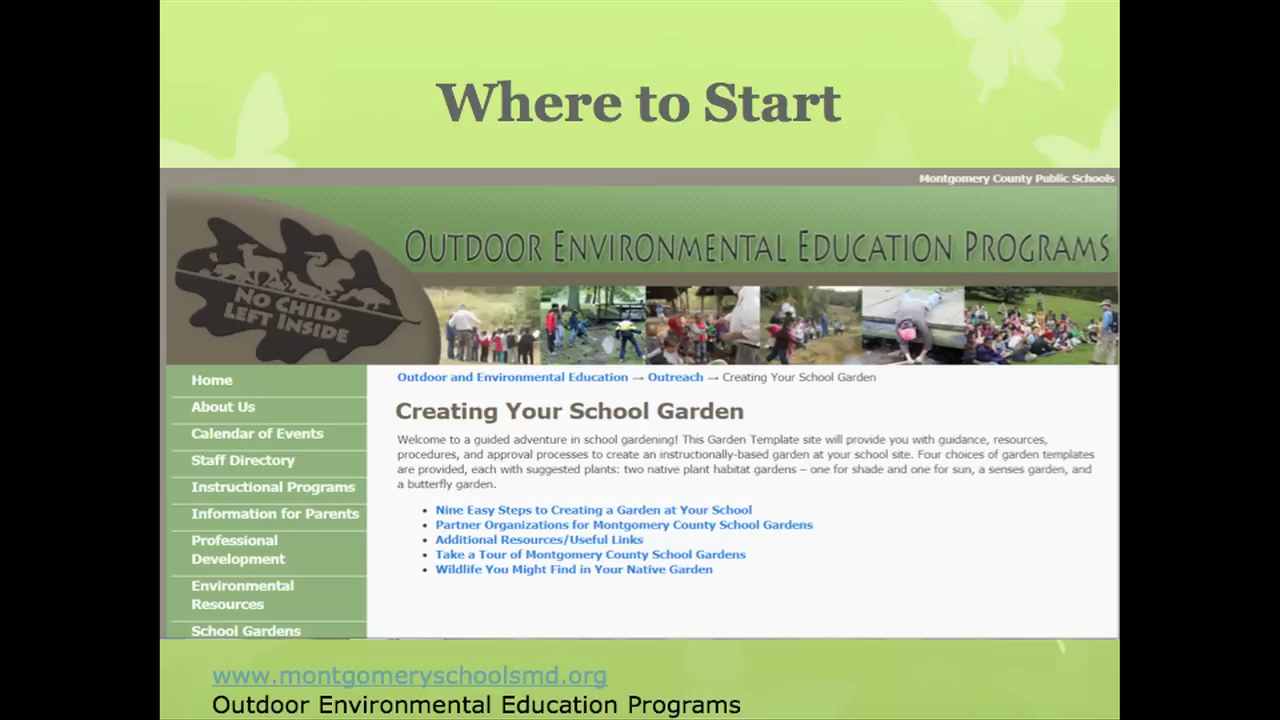 Where to Start
Montgomery County Public Schools
OUTDOOR ENVIRONMENTAL EDUCATION PROGRAMS
NO CHILD
LEFT INSIDE
Home
About Us
Calendar of Events
Staff Directory
Instructional Programs
Information for Parents
Professional
Development
Environmental
Resources
School Gardens
Outdoor and Environmental Education → Outreach → Creating Your School Garden
Creating Your School Garden
Welcome to a guided adventure in school gardening! This Garden Template site will provide you with guidance, resources,
procedures, and approval processes to create an instructionally-based garden at your school site. Four choices of garden templates
are provided, each with suggested plants: two native plant habitat gardens – one for shade and one for sun, a senses garden, and
a butterfly garden.
• Nine Easy Steps to Creating a Garden at Your School
• Partner Organizations for Montgomery County School Gardens
• Additional Resources/Useful Links
• Take a Tour of Montgomery County School Gardens
• Wildlife You Might Find in Your Native Garden
www.montgomeryschoolsmd.org
Outdoor Environmental Education Programs